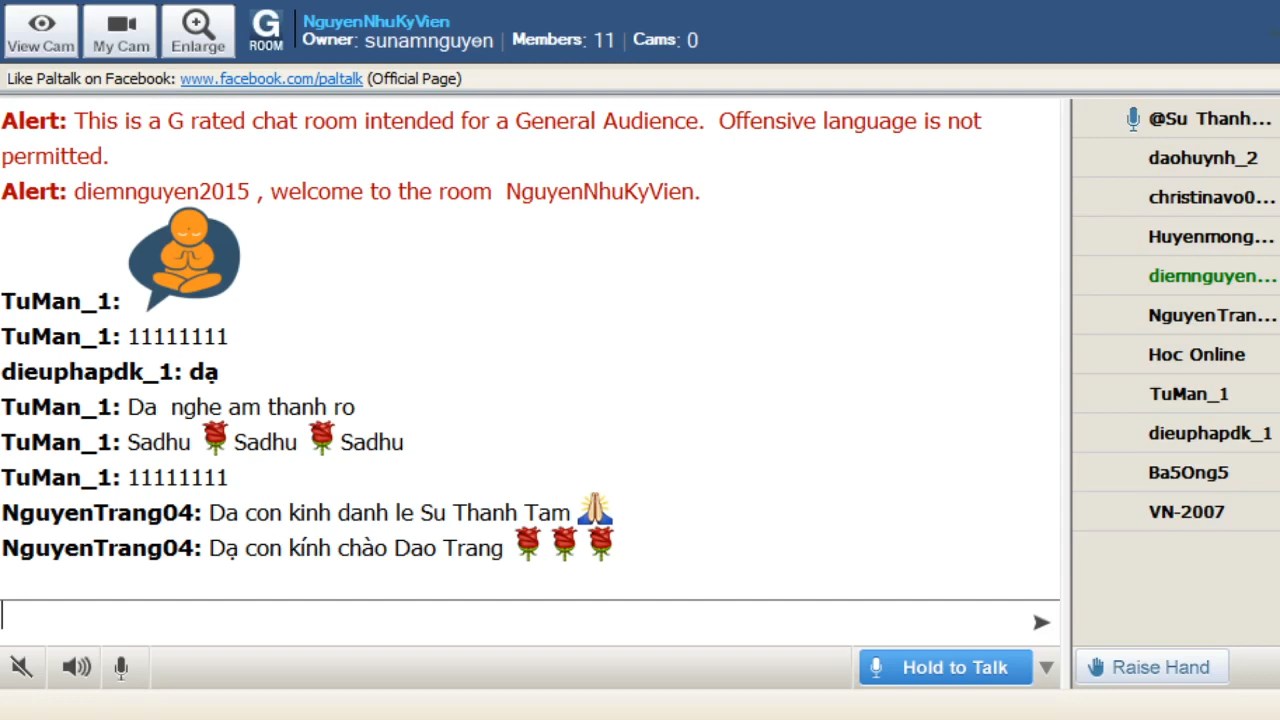 View Cam
My Cam
Enlarge
G
ROOM
NguyenNhuKyVien
Owner: sunamnguyen | Members: 11 | Cams: 0
Like Paltalk on Facebook: www.facebook.com/paltalk (Official Page)
Alert: This is a G rated chat room intended for a General Audience. Offensive language is not
permitted.
Alert: diemnguyen2015 , welcome to the room NguyenNhuKyVien.
TuMan_1:
TuMan_1: 11111111
dieuphapdk_1: dạ
TuMan_1: Da nghe am thanh ro
TuMan_1: Sadhu Sadhu Sadhu
TuMan_1: 11111111
NguyenTrang04: Da con kinh danh le Su Thanh Tam
NguyenTrang04: Dạ con kính chào Dao Trang
Hold to Talk
@Su Thanh...
daohuynh_2
christinavo0...
Huyenmong...
diemnguyen...
NguyenTran...
Hoc Online
TuMan_1
dieuphapdk_1
Ba5Ong5
VN-2007
Raise Hand